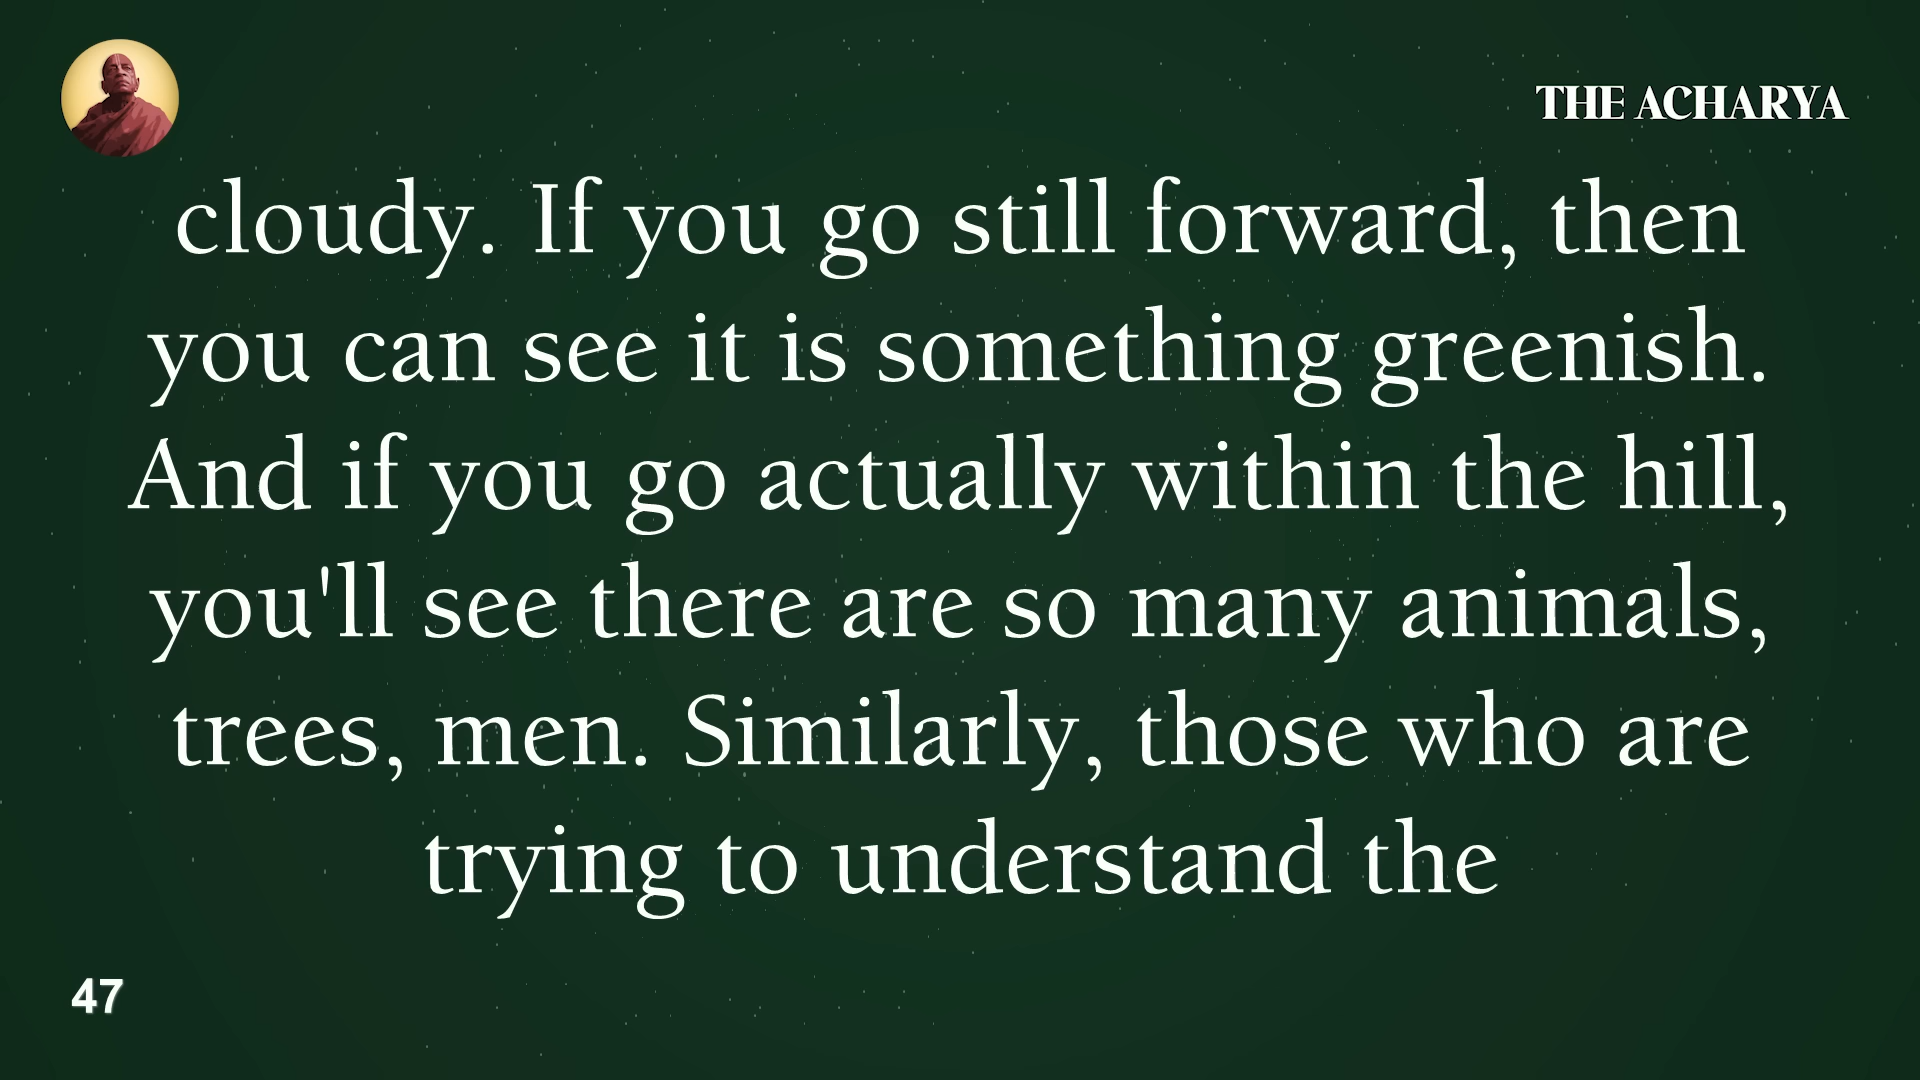 THE ACHARYA
cloudy. If you go still forward, then
you can see it is something greenish.
And if you go actually within the hill,
you'll see there are so many animals,
trees, men. Similarly, those who are
trying to understand the
47